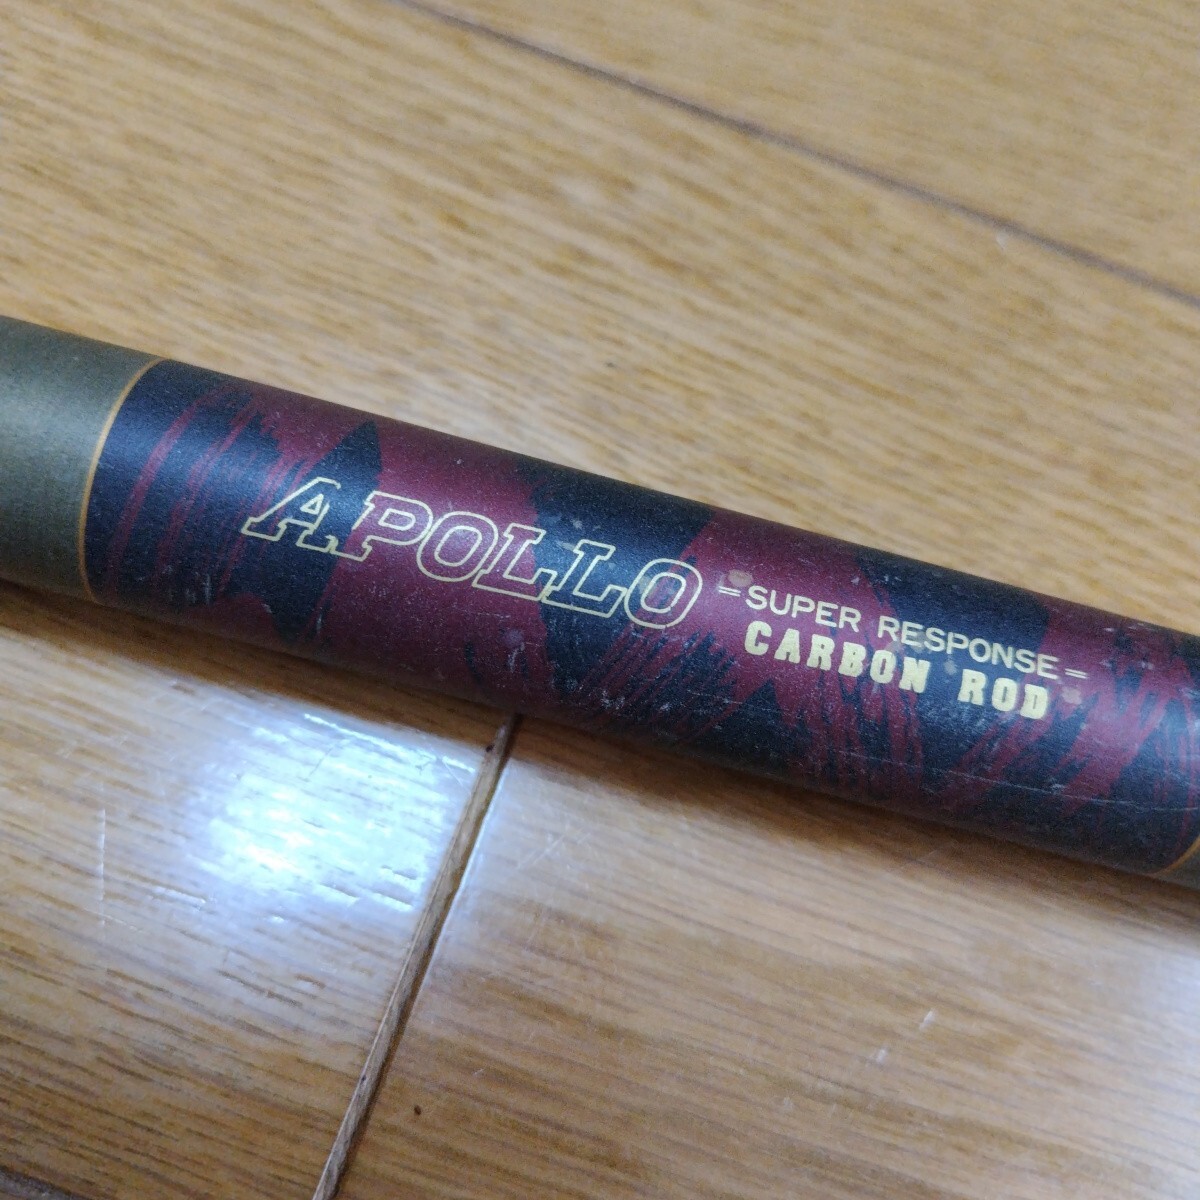 APOLLO
=SUPER RESPONSE=
CARBON ROD